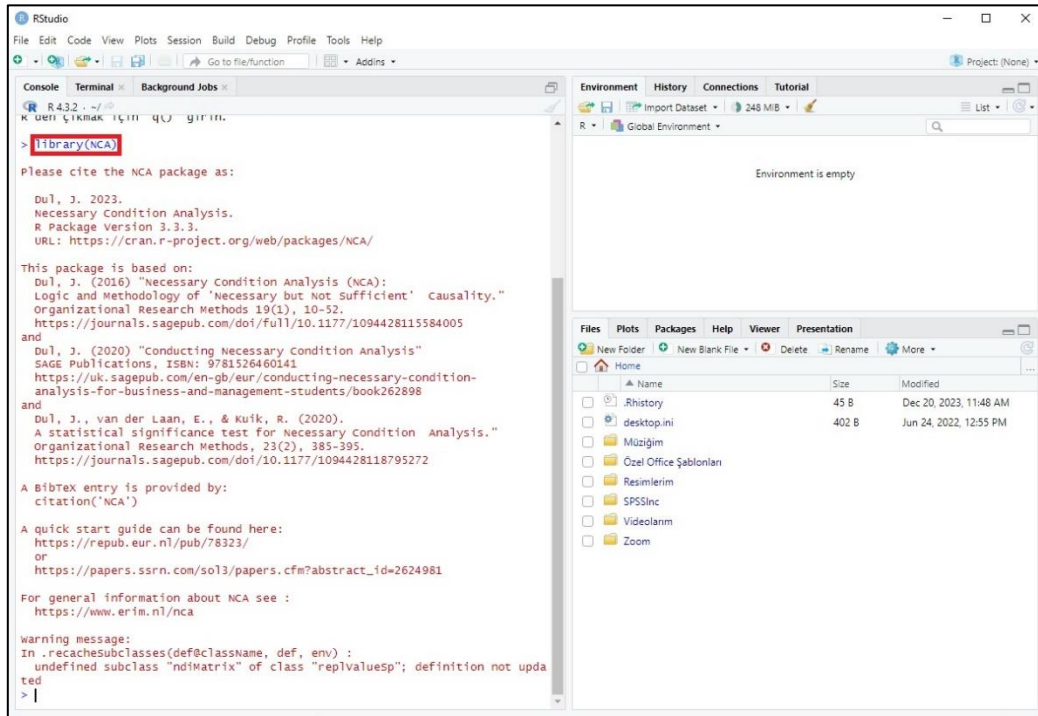 RStudio
File Edit Code View Plots Session Build Debug Profile Tools Help
Go to file/function Addins Project: (None)
Console Terminal Background Jobs
R 4.3.2 · ~/
R'den çıkmak için 'q()' girin.
> library(NCA)
Please cite the NCA package as:
Dul, J. 2023.
Necessary Condition Analysis.
R Package Version 3.3.3.
URL: https://cran.r-project.org/web/packages/NCA/
This package is based on:
Dul, J. (2016) "Necessary Condition Analysis (NCA):
Logic and Methodology of 'Necessary but Not Sufficient' Causality."
Organizational Research Methods 19(1), 10-52.
https://journals.sagepub.com/doi/full/10.1177/1094428115584005
and
Dul, J. (2020) "Conducting Necessary Condition Analysis"
SAGE Publications, ISBN: 9781526460141
https://uk.sagepub.com/en-gb/eur/conducting-necessary-condition-
analysis-for-business-and-management-students/book262898
and
Dul, J., van der Laan, E., & Kuik, R. (2020).
A statistical significance test for Necessary Condition Analysis."
Organizational Research Methods, 23(2), 385-395.
https://journals.sagepub.com/doi/10.1177/1094428118795272
A BibTeX entry is provided by:
citation('NCA')
A quick start guide can be found here:
https://repub.eur.nl/pub/78323/
or
https://papers.ssrn.com/sol3/papers.cfm?abstract_id=2624981
For general information about NCA see :
https://www.erim.nl/nca
Warning message:
In .recacheSubclasses(def@className, def, env) :
undefined subclass "ndiMatrix" of class "replValueSp"; definition not upda
ted
>
Environment History Connections Tutorial
Import Dataset 248 MiB List
R Global Environment
Environment is empty
Files Plots Packages Help Viewer Presentation
New Folder New Blank File Delete Rename More
Home
Name Size Modified
.Rhistory 45 B Dec 20, 2023, 11:48 AM
desktop.ini 402 B Jun 24, 2022, 12:55 PM
Müziğim
Özel Office Şablonları
Resimlerim
SPSSInc
Videolarım
Zoom